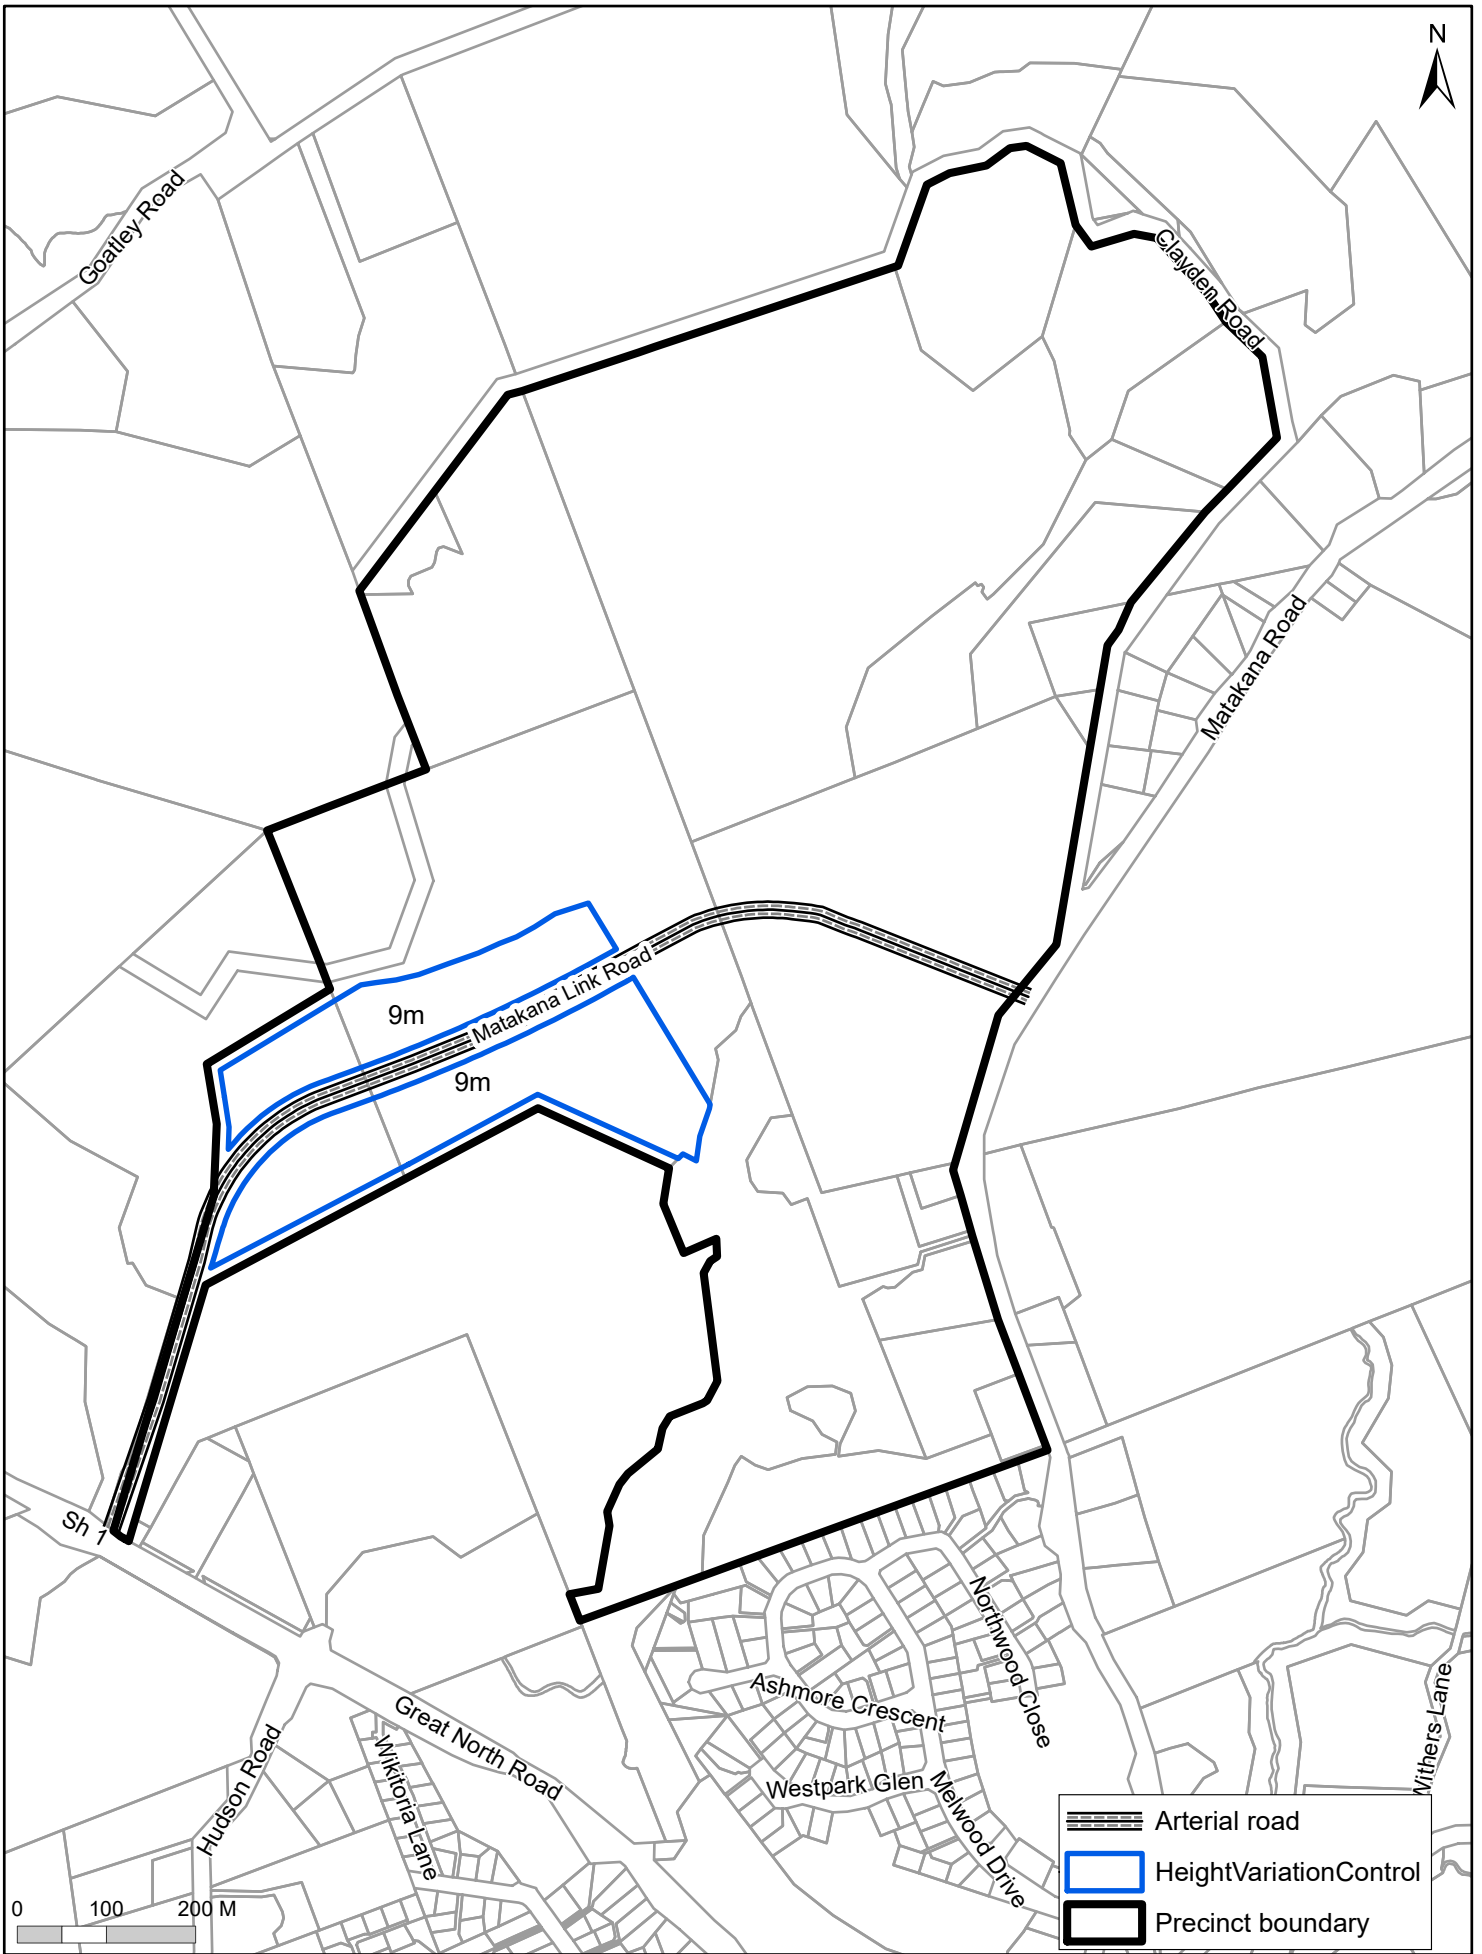 N
Goatley Road
Clayden Road
Matakana Road
Matakana Link Road
9m
9m
Sh 1
Northwood Close
Ashmore Crescent
Great North Road
Withers Lane
Hudson Road
Wikitoria Lane
Westpark Glen
Melwood Drive
Arterial road
HeightVariationControl
Precinct boundary
0 100 200 M